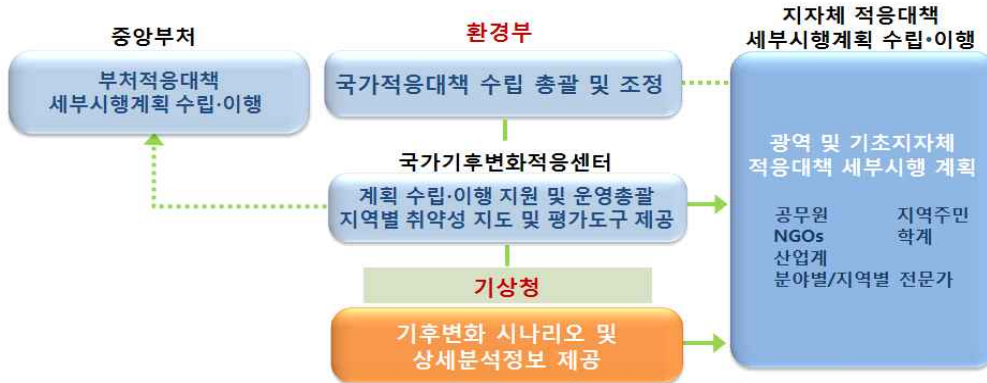 중앙부처
부처적응대책
세부시행계획 수립·이행
환경부
국가적응대책 수립 총괄 및 조정
국가기후변화적응센터
계획 수립·이행 지원 및 운영총괄
지역별 취약성 지도 및 평가도구 제공
기상청
기후변화 시나리오 및
상세분석정보 제공
지자체 적응대책
세부시행계획 수립·이행
광역 및 기초지자체
적응대책 세부시행 계획
공무원 지역주민
NGOs 학계
산업계
분야별/지역별 전문가